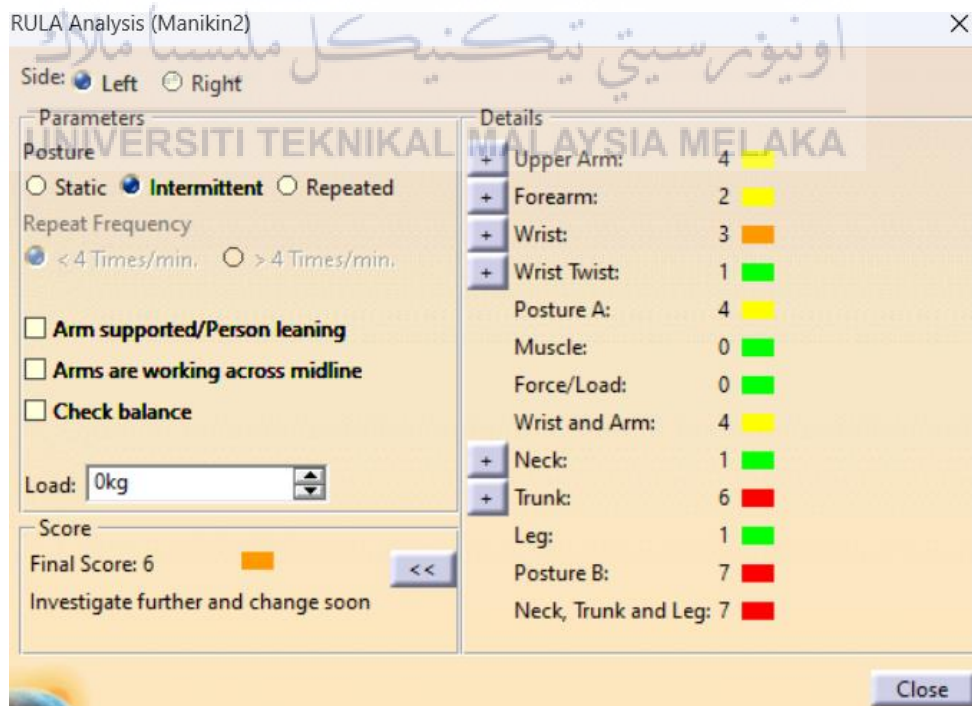 RULA Analysis (Manikin2)
اونيۏرسيتي تيكنيكل مليسيا ملاك
Side: Left Right
UNIVERSITI TEKNIKAL MALAYSIA MELAKA
Parameters
Posture
Static Intermittent Repeated
Repeat Frequency
< 4 Times/min. > 4 Times/min.
Arm supported/Person leaning
Arms are working across midline
Check balance
Load: 0kg
Score
Final Score: 6
<<
Investigate further and change soon
Details
+ Upper Arm: 4
+ Forearm: 2
+ Wrist: 3
+ Wrist Twist: 1
Posture A: 4
Muscle: 0
Force/Load: 0
Wrist and Arm: 4
+ Neck: 1
+ Trunk: 6
Leg: 1
Posture B: 7
Neck, Trunk and Leg: 7
Close